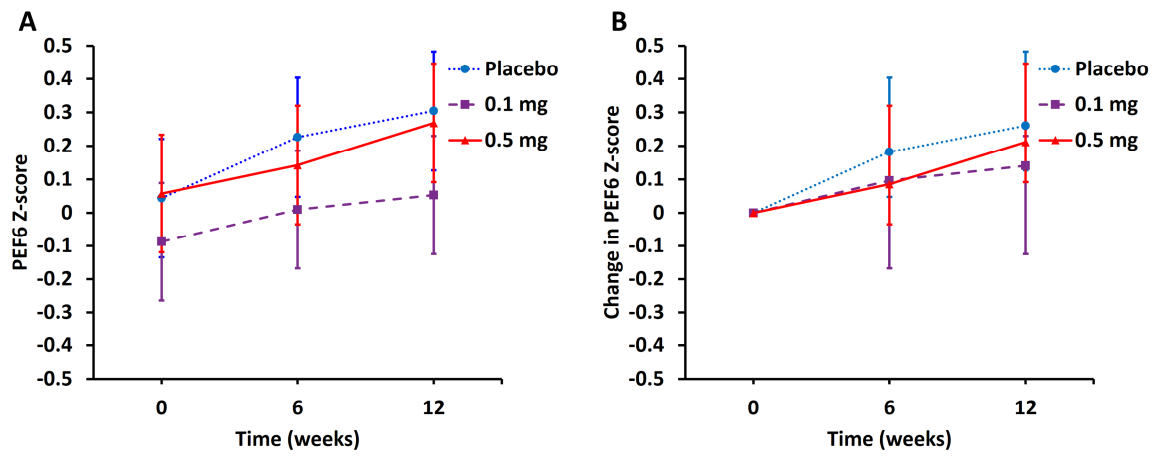 A
PEF6 Z-score
0.5
0.4
0.3
0.2
0.1
0
-0.1
-0.2
-0.3
-0.4
-0.5
0
6
12
Time (weeks)
Placebo
0.1 mg
0.5 mg
B
Change in PEF6 Z-score
0.5
0.4
0.3
0.2
0.1
0
-0.1
-0.2
-0.3
-0.4
-0.5
0
6
12
Time (weeks)
Placebo
0.1 mg
0.5 mg